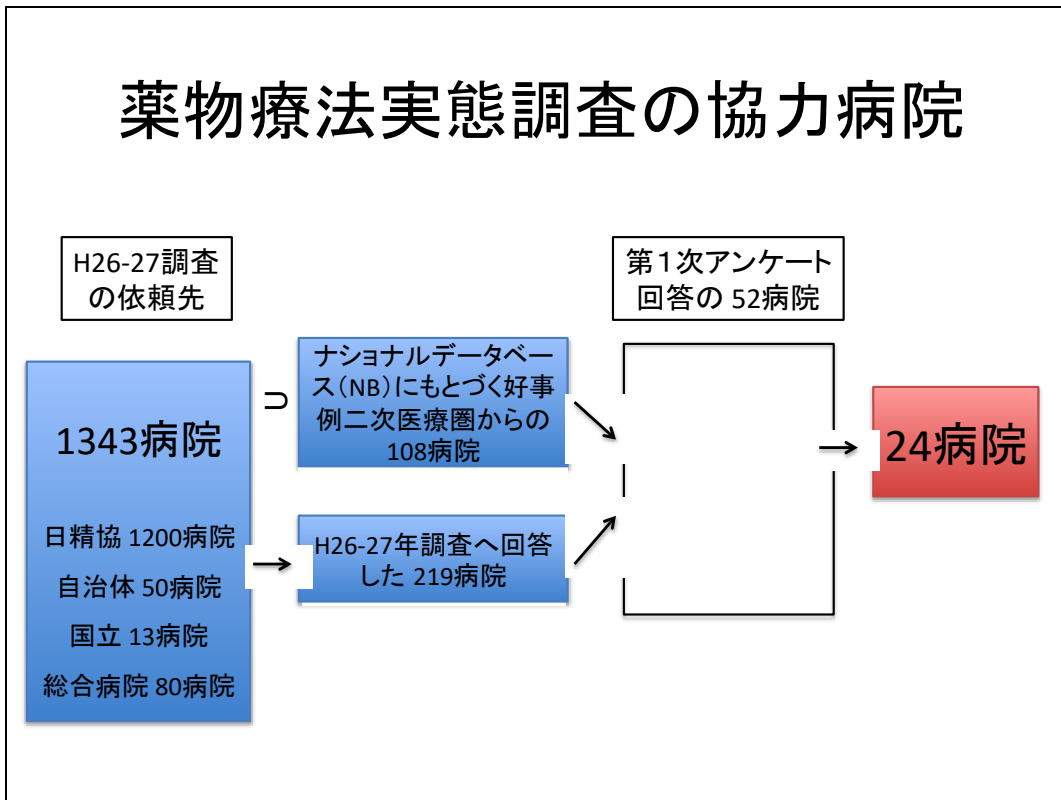 薬物療法実態調査の協力病院
H26-27調査
の依頼先
第1次アンケート
回答の 52病院
1343病院
日精協 1200病院
自治体 50病院
国立 13病院
総合病院 80病院
⊃
ナショナルデータベー
ス(NB)にもとづく好事
例二次医療圏からの
108病院
H26-27年調査へ回答
した 219病院
24病院